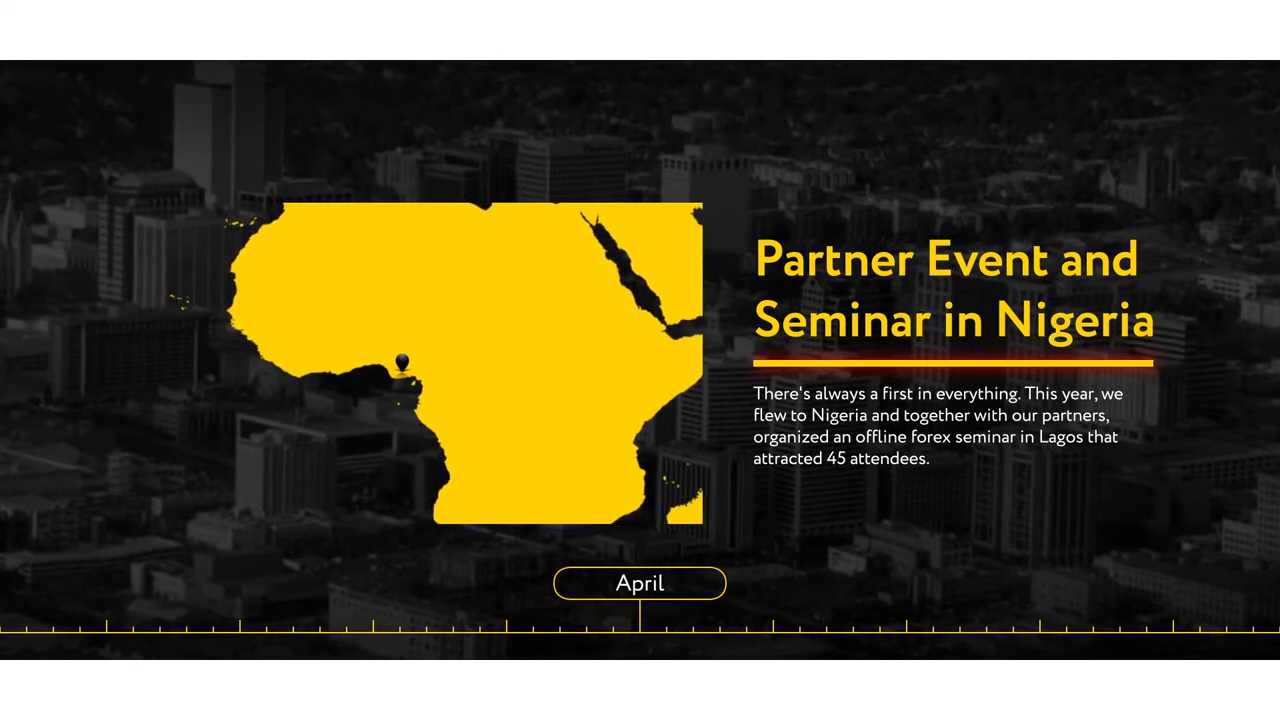 Partner Event and
Seminar in Nigeria
There's always a first in everything. This year, we
flew to Nigeria and together with our partners,
organized an offline forex seminar in Lagos that
attracted 45 attendees.
April